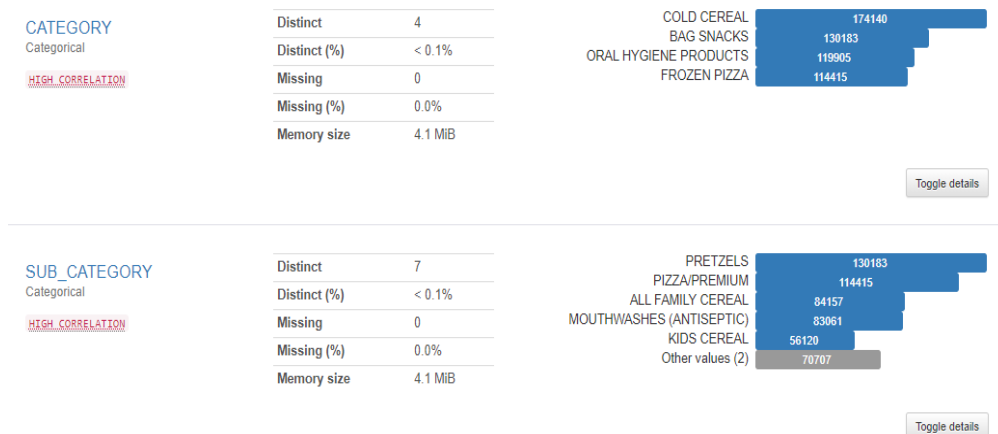 CATEGORY
Categorical
HIGH CORRELATION
Distinct 4
Distinct (%) < 0.1%
Missing 0
Missing (%) 0.0%
Memory size 4.1 MiB
COLD CEREAL 174140
BAG SNACKS 130183
ORAL HYGIENE PRODUCTS 119905
FROZEN PIZZA 114415
Toggle details
SUB_CATEGORY
Categorical
HIGH CORRELATION
Distinct 7
Distinct (%) < 0.1%
Missing 0
Missing (%) 0.0%
Memory size 4.1 MiB
PRETZELS 130183
PIZZA/PREMIUM 114415
ALL FAMILY CEREAL 84157
MOUTHWASHES (ANTISEPTIC) 83061
KIDS CEREAL 56120
Other values (2) 70707
Toggle details